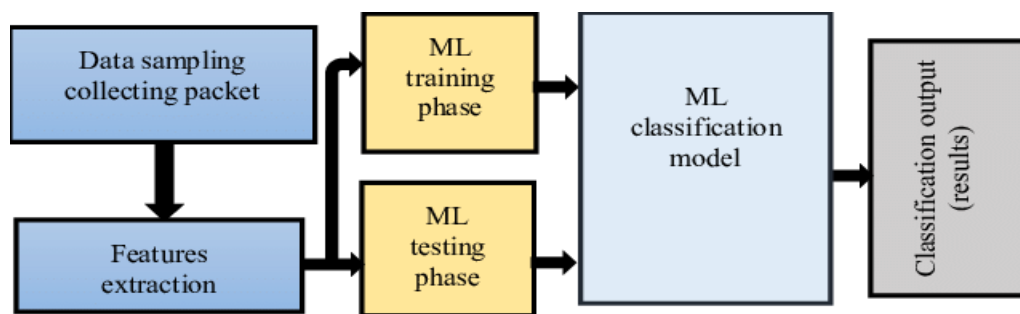 Data sampling
collecting packet
Features
extraction
ML
training
phase
ML
testing
phase
ML
classification
model
Classification output
(results)